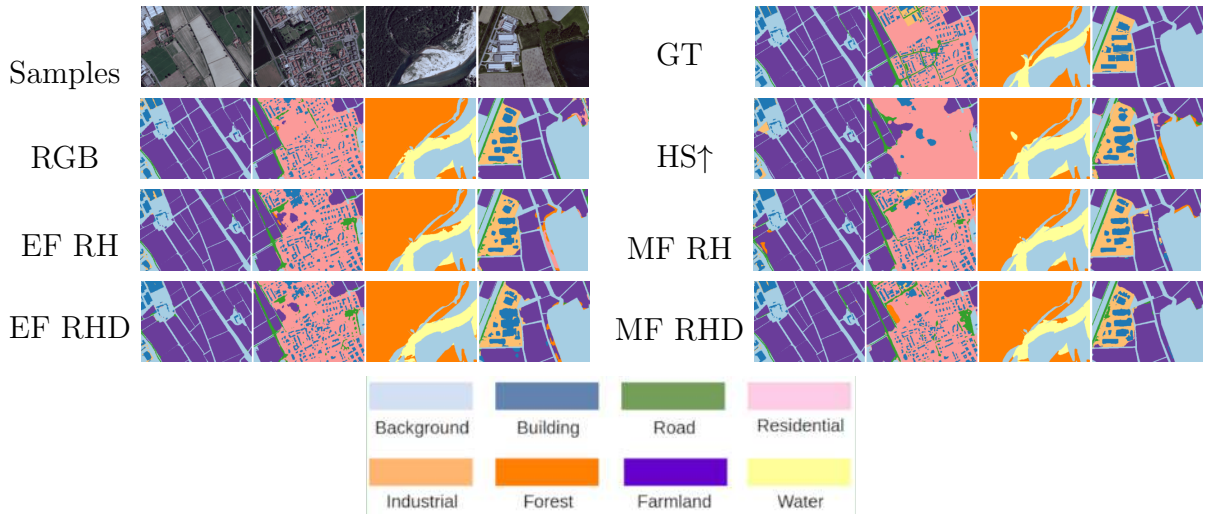 Samples
GT
RGB
HS↑
EF RH
MF RH
EF RHD
MF RHD
Background Building Road Residential
Industrial Forest Farmland Water